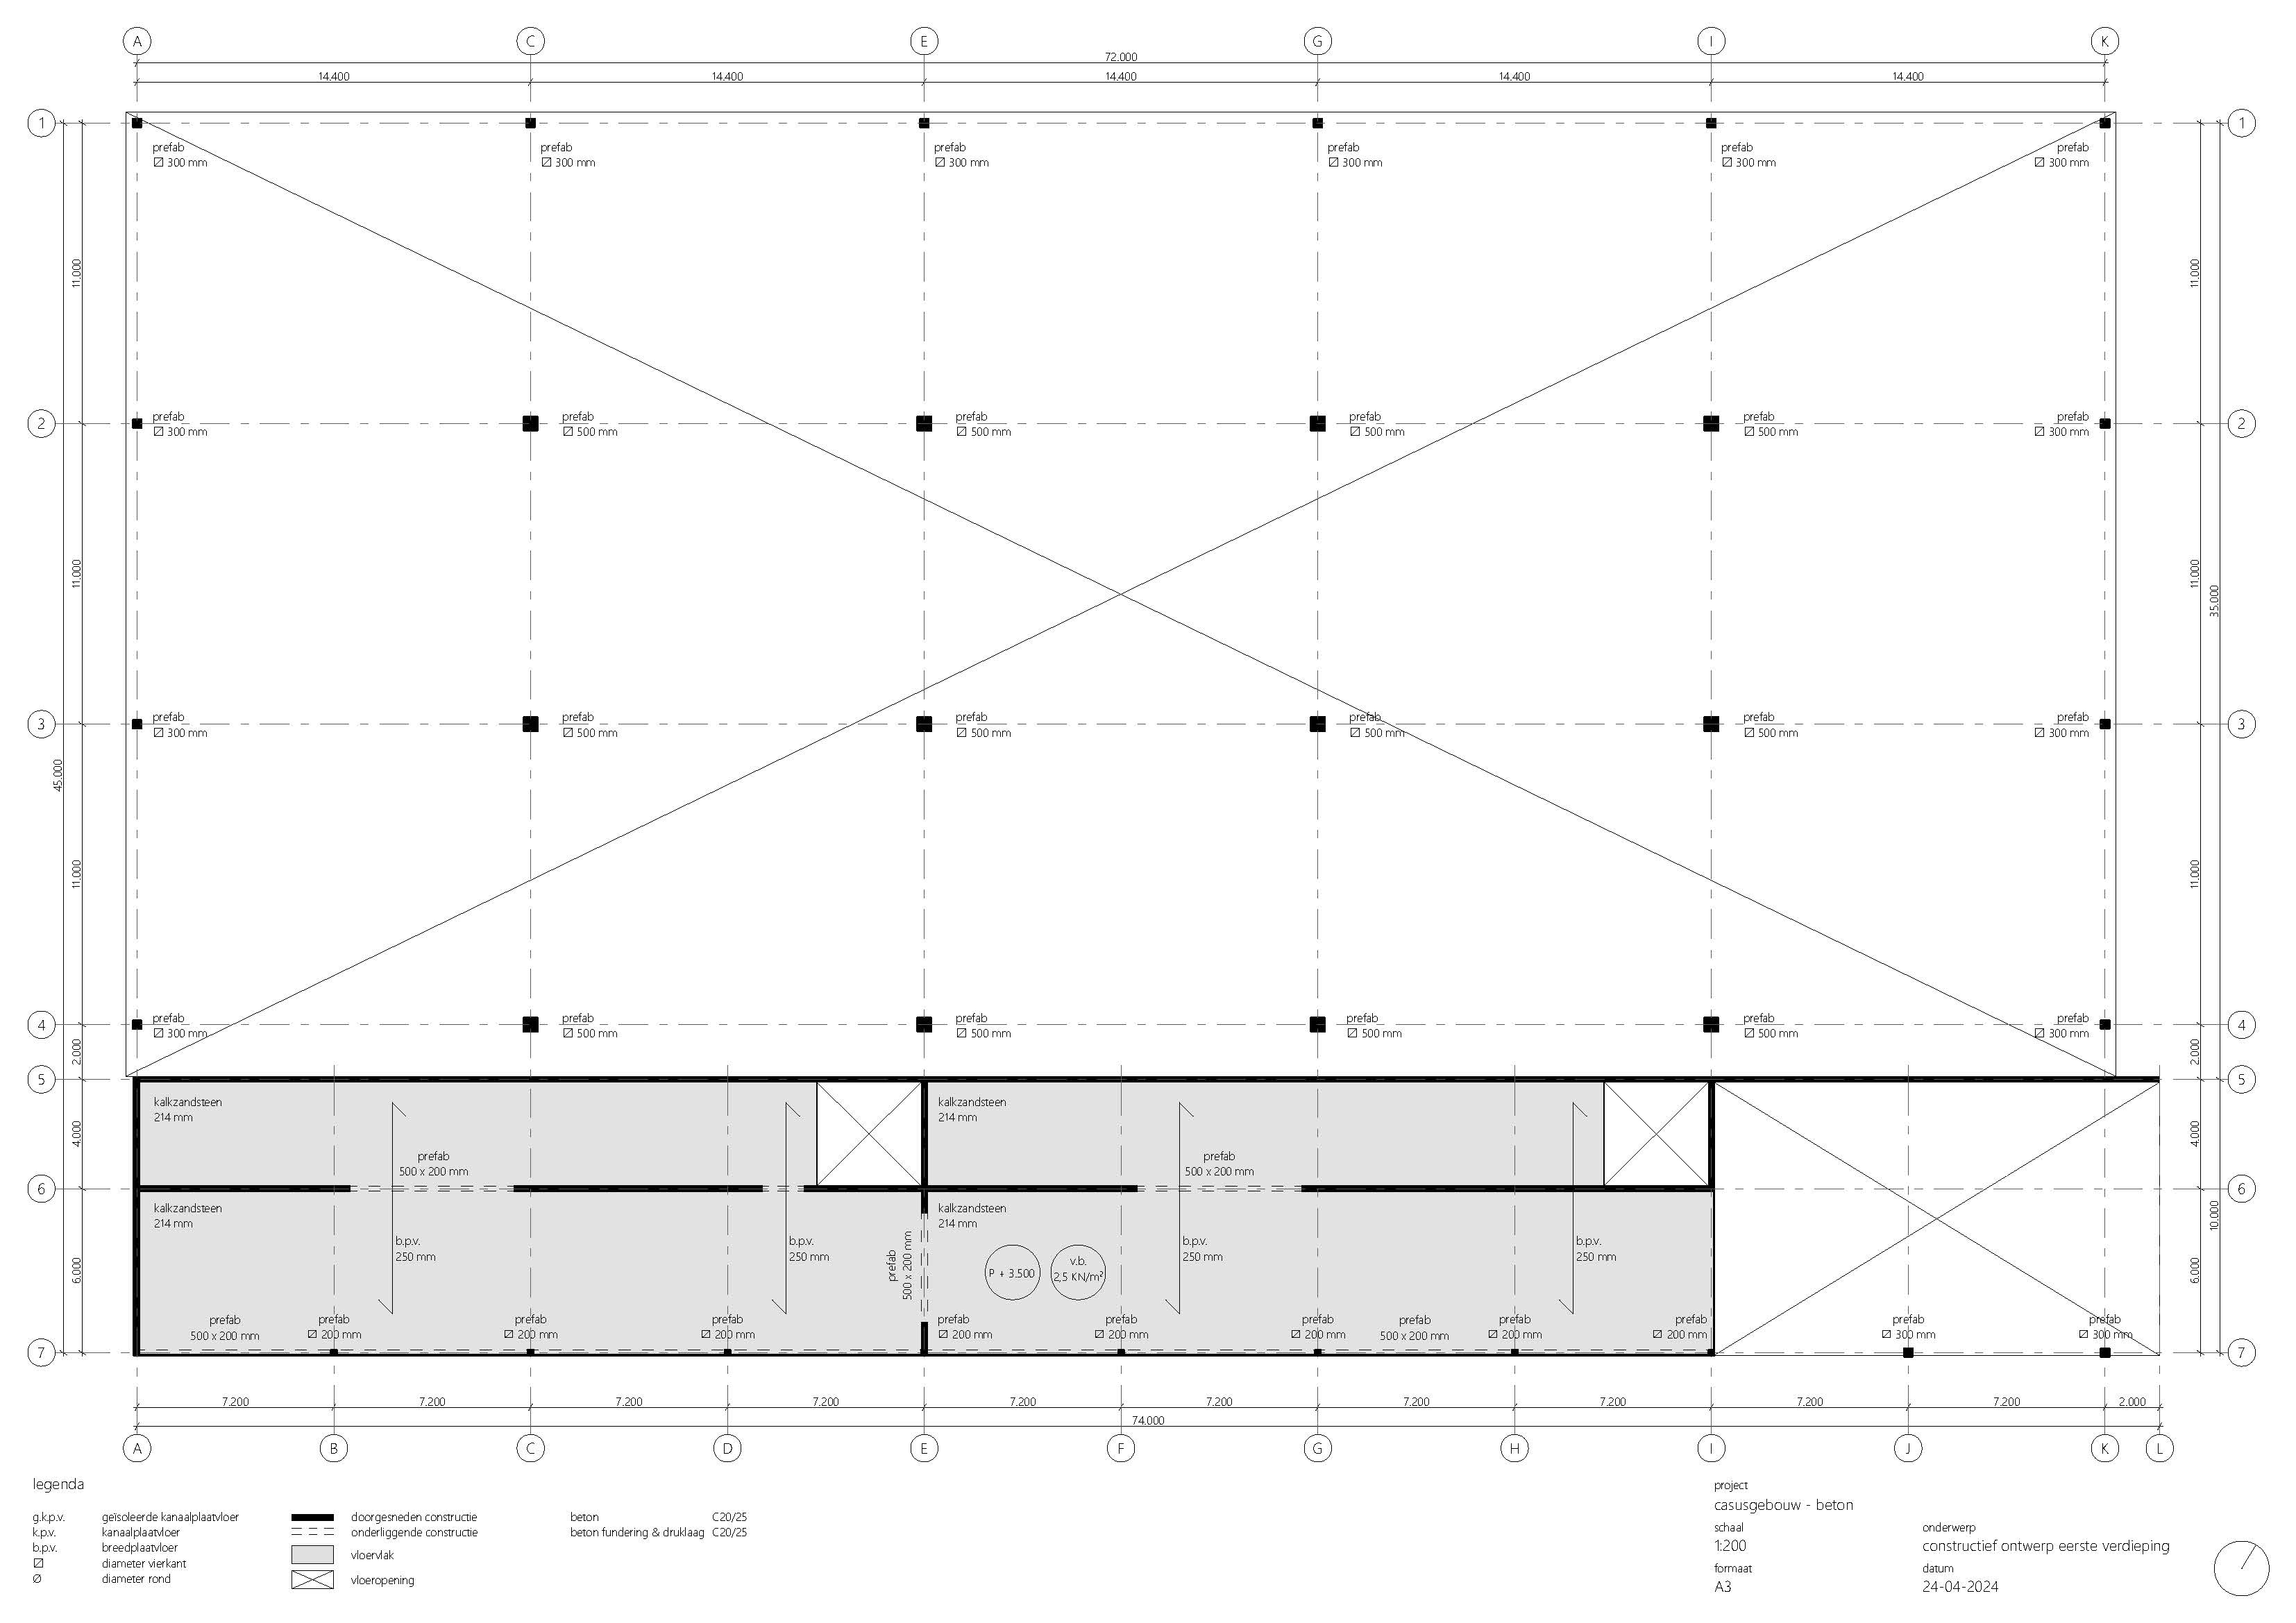 A C E G I K
72.000
14.400 14.400 14.400 14.400 14.400
1 1
prefab prefab prefab prefab prefab prefab
300 mm 300 mm 300 mm 300 mm 300 mm 300 mm
11.000 11.000
2 2
prefab prefab prefab prefab prefab prefab
300 mm 500 mm 500 mm 500 mm 500 mm 300 mm
11.000 11.000
35.000
3 3
prefab prefab prefab prefab prefab prefab
300 mm 500 mm 500 mm 500 mm 500 mm 300 mm
45.000
11.000 11.000
4 4
prefab prefab prefab prefab prefab prefab
300 mm 500 mm 500 mm 500 mm 500 mm 300 mm
2.000 2.000
5 5
kalkzandsteen kalkzandsteen
214 mm 214 mm
4.000 4.000
prefab prefab
500 x 200 mm 500 x 200 mm
6 6
kalkzandsteen kalkzandsteen
214 mm 214 mm
10.000
b.p.v. b.p.v. b.p.v. b.p.v.
250 mm 250 mm 250 mm 250 mm
prefab
500 x 200 mm
P + 3.500
v.b.
2,5 KN/m²
6.000 6.000
prefab prefab prefab prefab prefab prefab prefab prefab prefab prefab prefab prefab
500 x 200 mm 200 mm 200 mm 200 mm 200 mm 200 mm 200 mm 500 x 200 mm 200 mm 200 mm 300 mm 300 mm
7 7
7.200 7.200 7.200 7.200 7.200 7.200 7.200 7.200 7.200 7.200 2.000
74.000
A B C D E F G H I J K L
legenda
g.k.p.v. geïsoleerde kanaalplaatvloer
k.p.v. kanaalplaatvloer
b.p.v. breedplaatvloer
diameter vierkant
Ø diameter rond
doorgesneden constructie
onderliggende constructie
vloervlak
vloeropening
beton C20/25
beton fundering & druklaag C20/25
project
casusgebouw - beton
schaal onderwerp
1:200 constructief ontwerp eerste verdieping
formaat datum
A3 24-04-2024